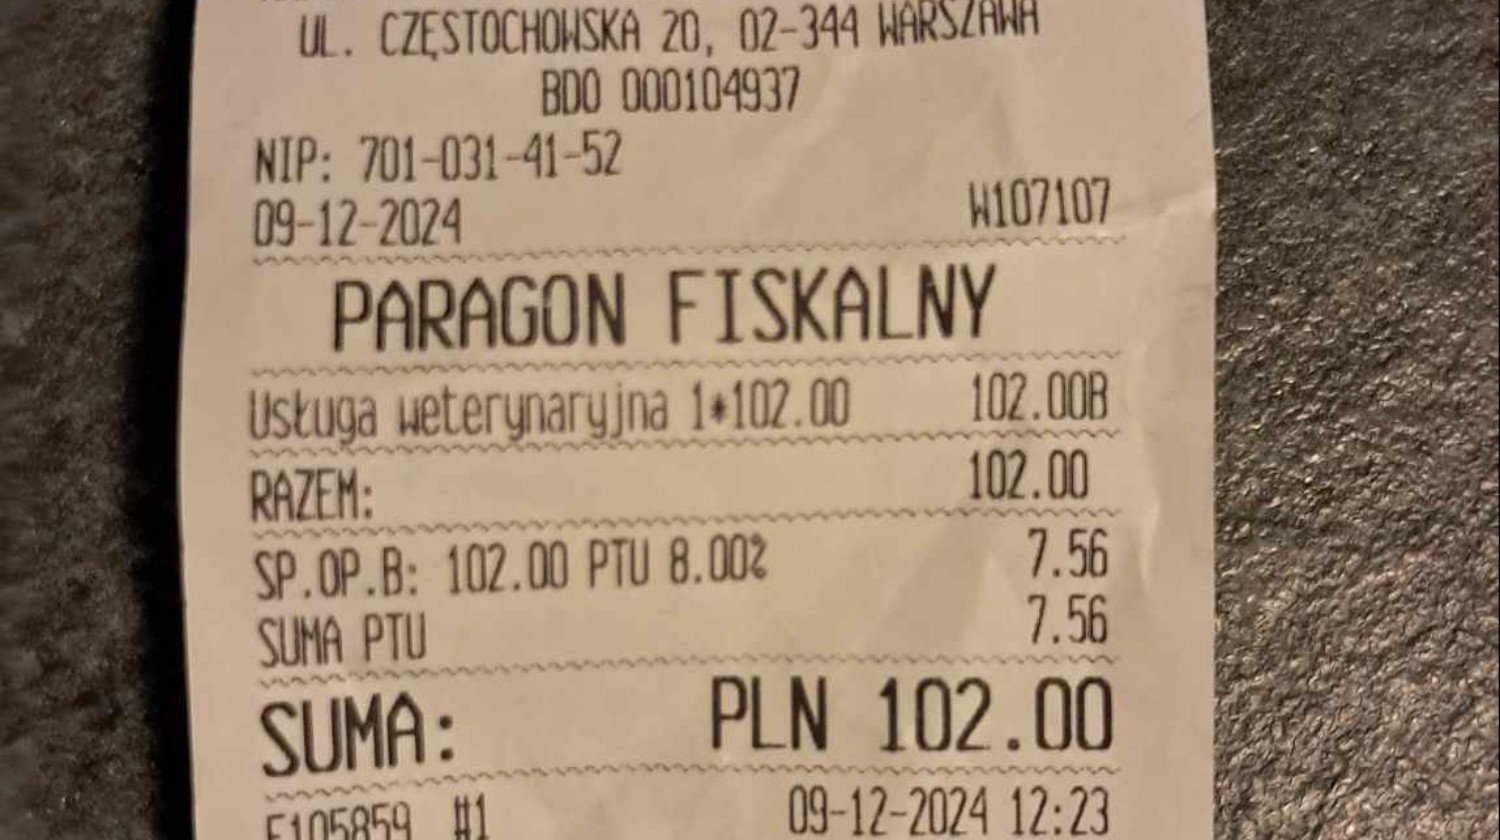 UL. CZĘSTOCHOWSKA 20, 02-344 WARSZAWA
BDO 000104937
NIP: 701-031-41-52
09-12-2024 W107107
PARAGON FISKALNY
Usługa weterynaryjna 1*102.00 102.00B
RAZEM: 102.00
SP.OP.B: 102.00 PTU 8.00% 7.56
SUMA PTU 7.56
SUMA: PLN 102.00
F105859 #1 09-12-2024 12:23